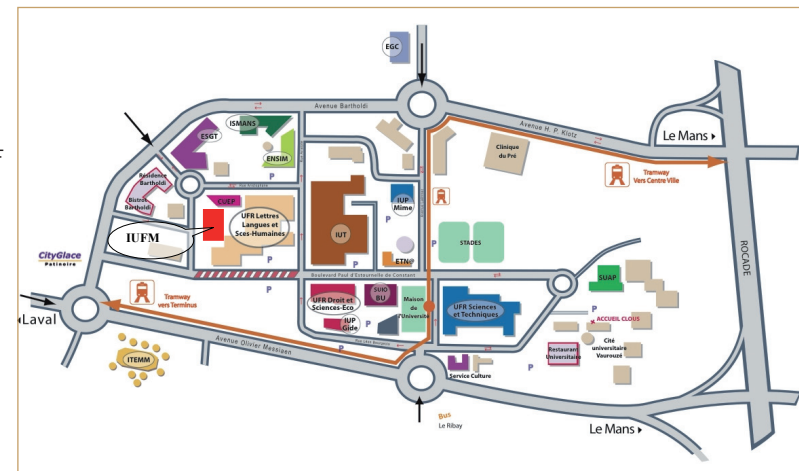 EGC
Avenue Bartholdi
ISMANS
ESGT
ENSIM
Avenue H. P. Klotz
Le Mans
Clinique
du Pré
Tramway
Vers Centre Ville
Résidence
Bartholdi
Bistrot
Bartholdi
P
CUEP
IUFM
UFR Lettres
Langues et
Sces-Humaines
IUT
IUP
Mime
P
ETN@
P
STADES
ROCADE
CityGlace
Patinoire
P
P
Boulevard Paul d'Estournelle de Constant
Tramway
vers Terminus
Laval
UFR Droit et
Sciences-Eco
IUP
Gide
SUIO
BU
P
Maison
de
l'Université
UFR Sciences
et Techniques
SUAP
P
ACCUEIL CLOUS
Cité
universitaire
Vaurouzé
Restaurant
Universitaire
P
P
Service Culture
Avenue Olivier Messiaen
ITEMM
Bus
Le Ribay
Le Mans